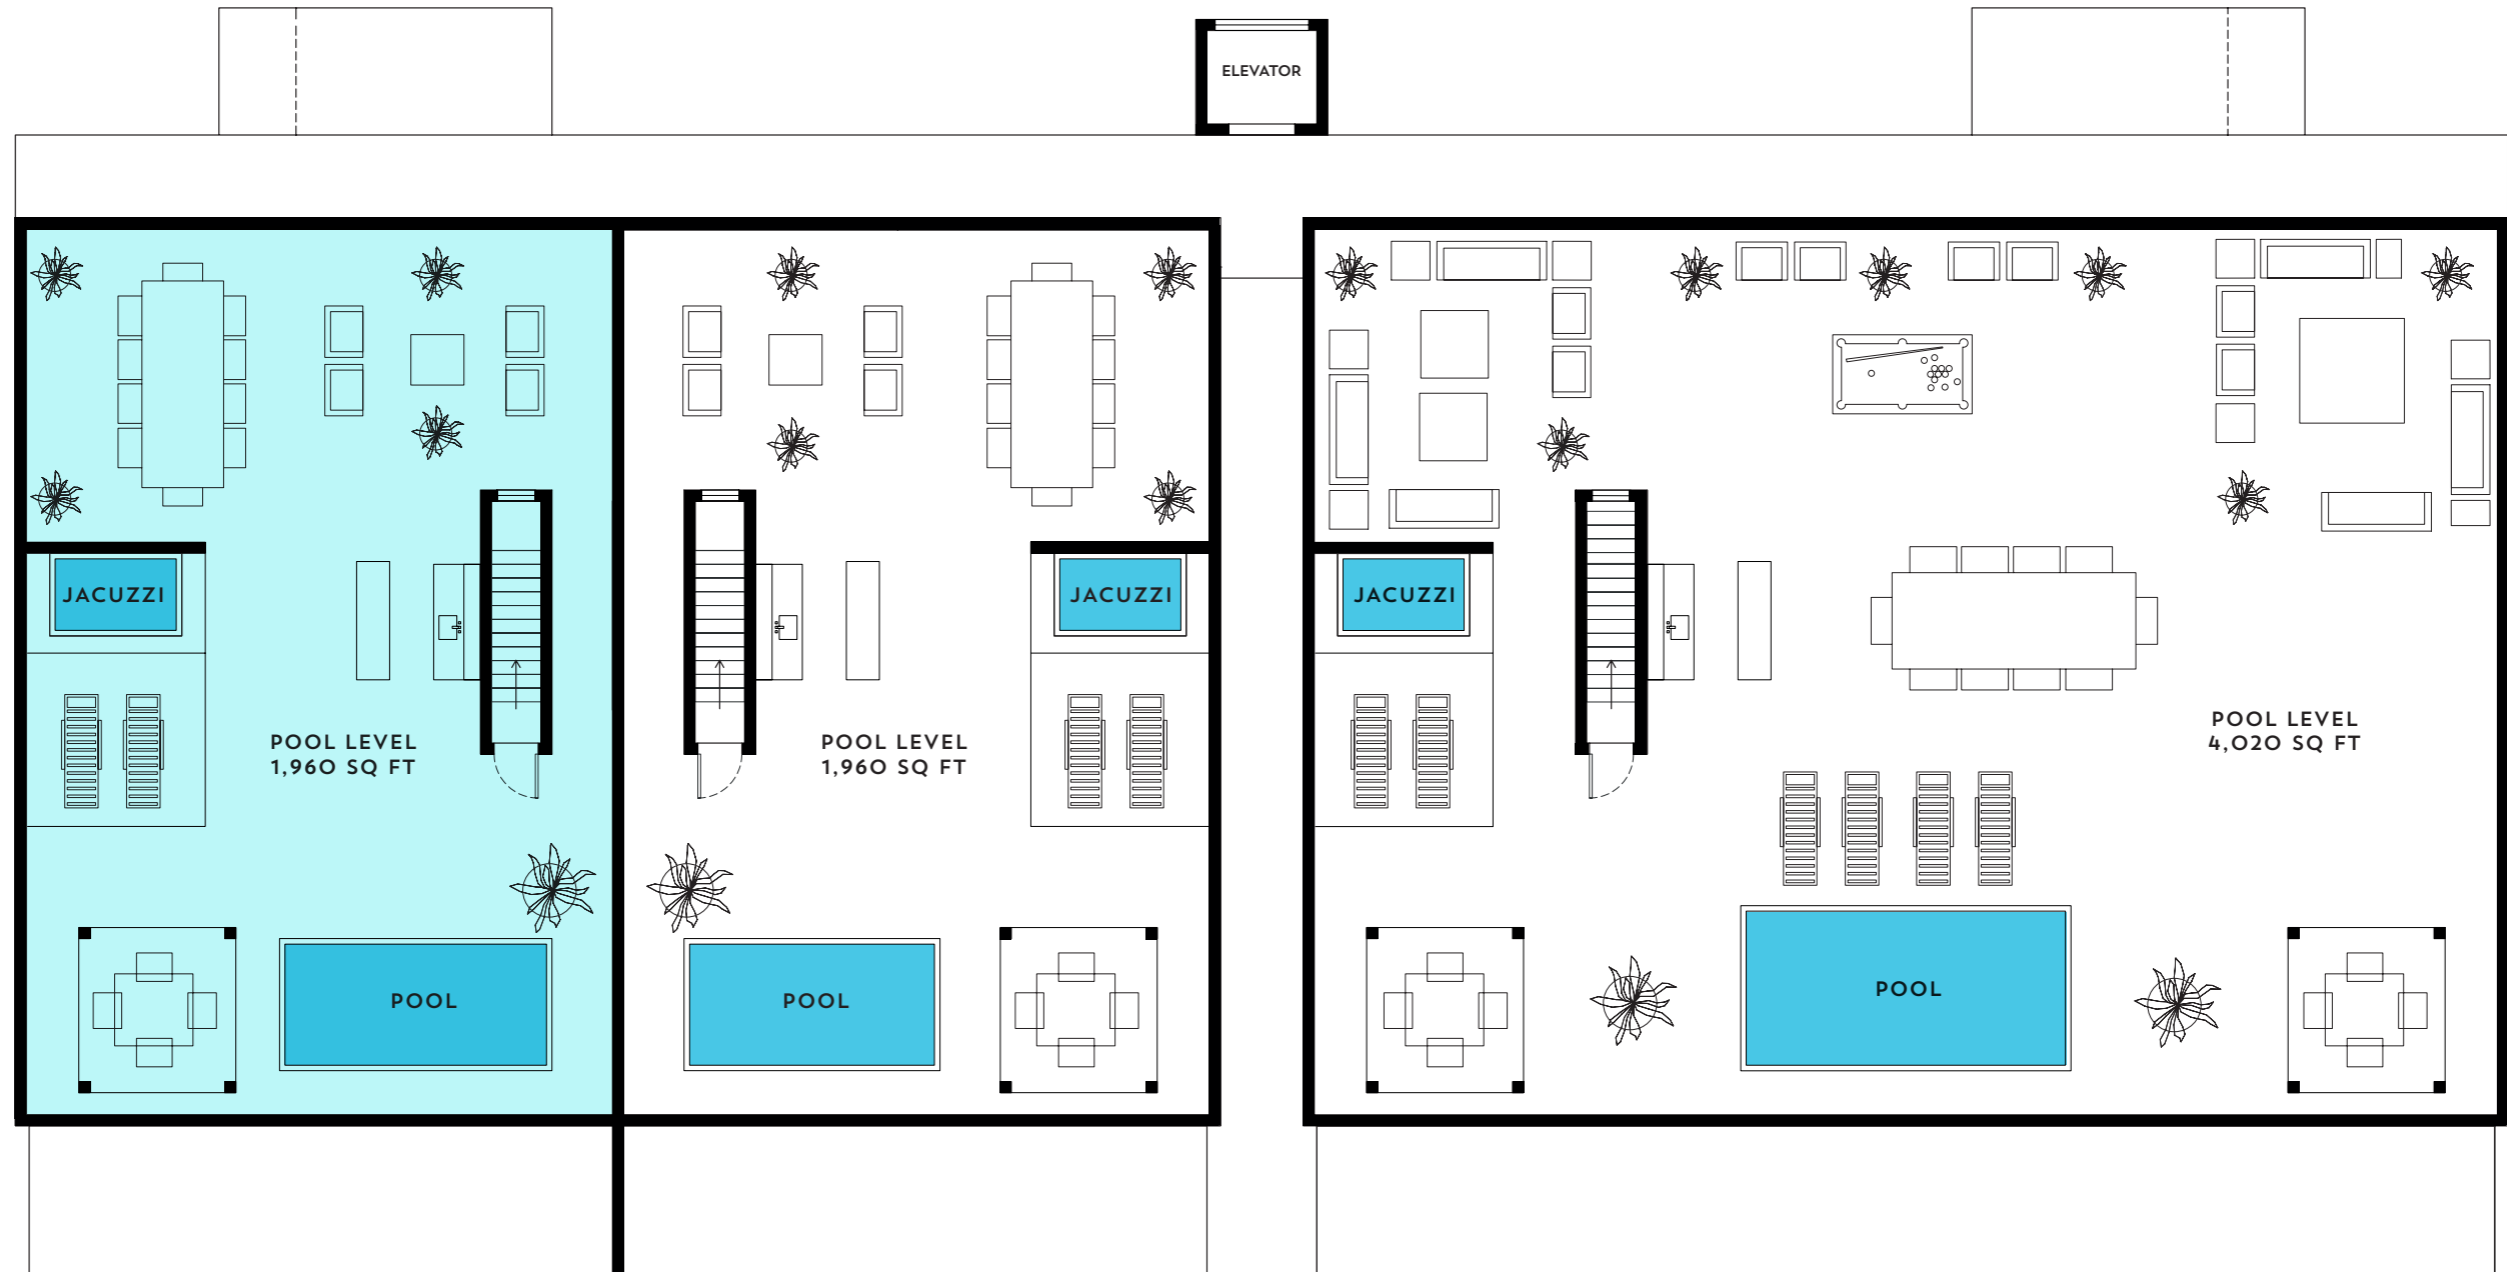 ELEVATOR
JACUZZI
JACUZZI
JACUZZI
POOL LEVEL
1,960 SQ FT
POOL LEVEL
1,960 SQ FT
POOL LEVEL
4,020 SQ FT
POOL
POOL
POOL